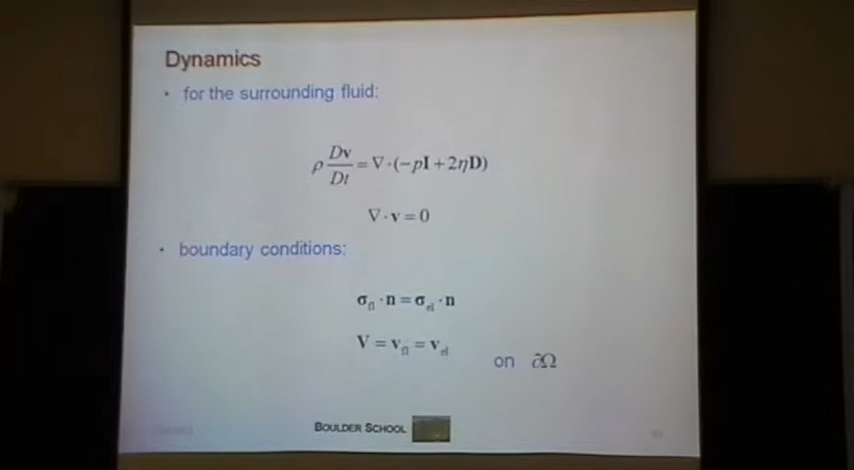 Dynamics
• for the surrounding fluid:
ρ Dv/Dt = ∇·(−pI + 2ηD)
∇·v = 0
• boundary conditions:
σ_fl · n = σ_el · n
V = v_fl = v_el
on ∂Ω
BOULDER SCHOOL